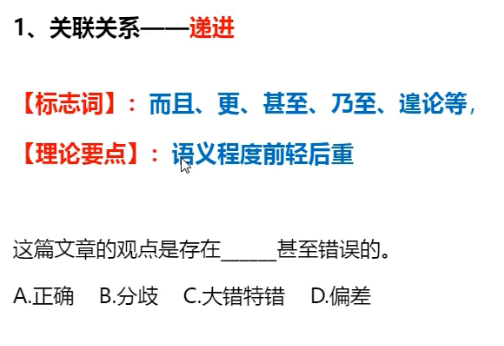 1、关联关系——递进
【标志词】：而且、更、甚至、乃至、遑论等，
【理论要点】：语义程度前轻后重
这篇文章的观点是存在______甚至错误的。
A.正确 B.分歧 C.大错特错 D.偏差